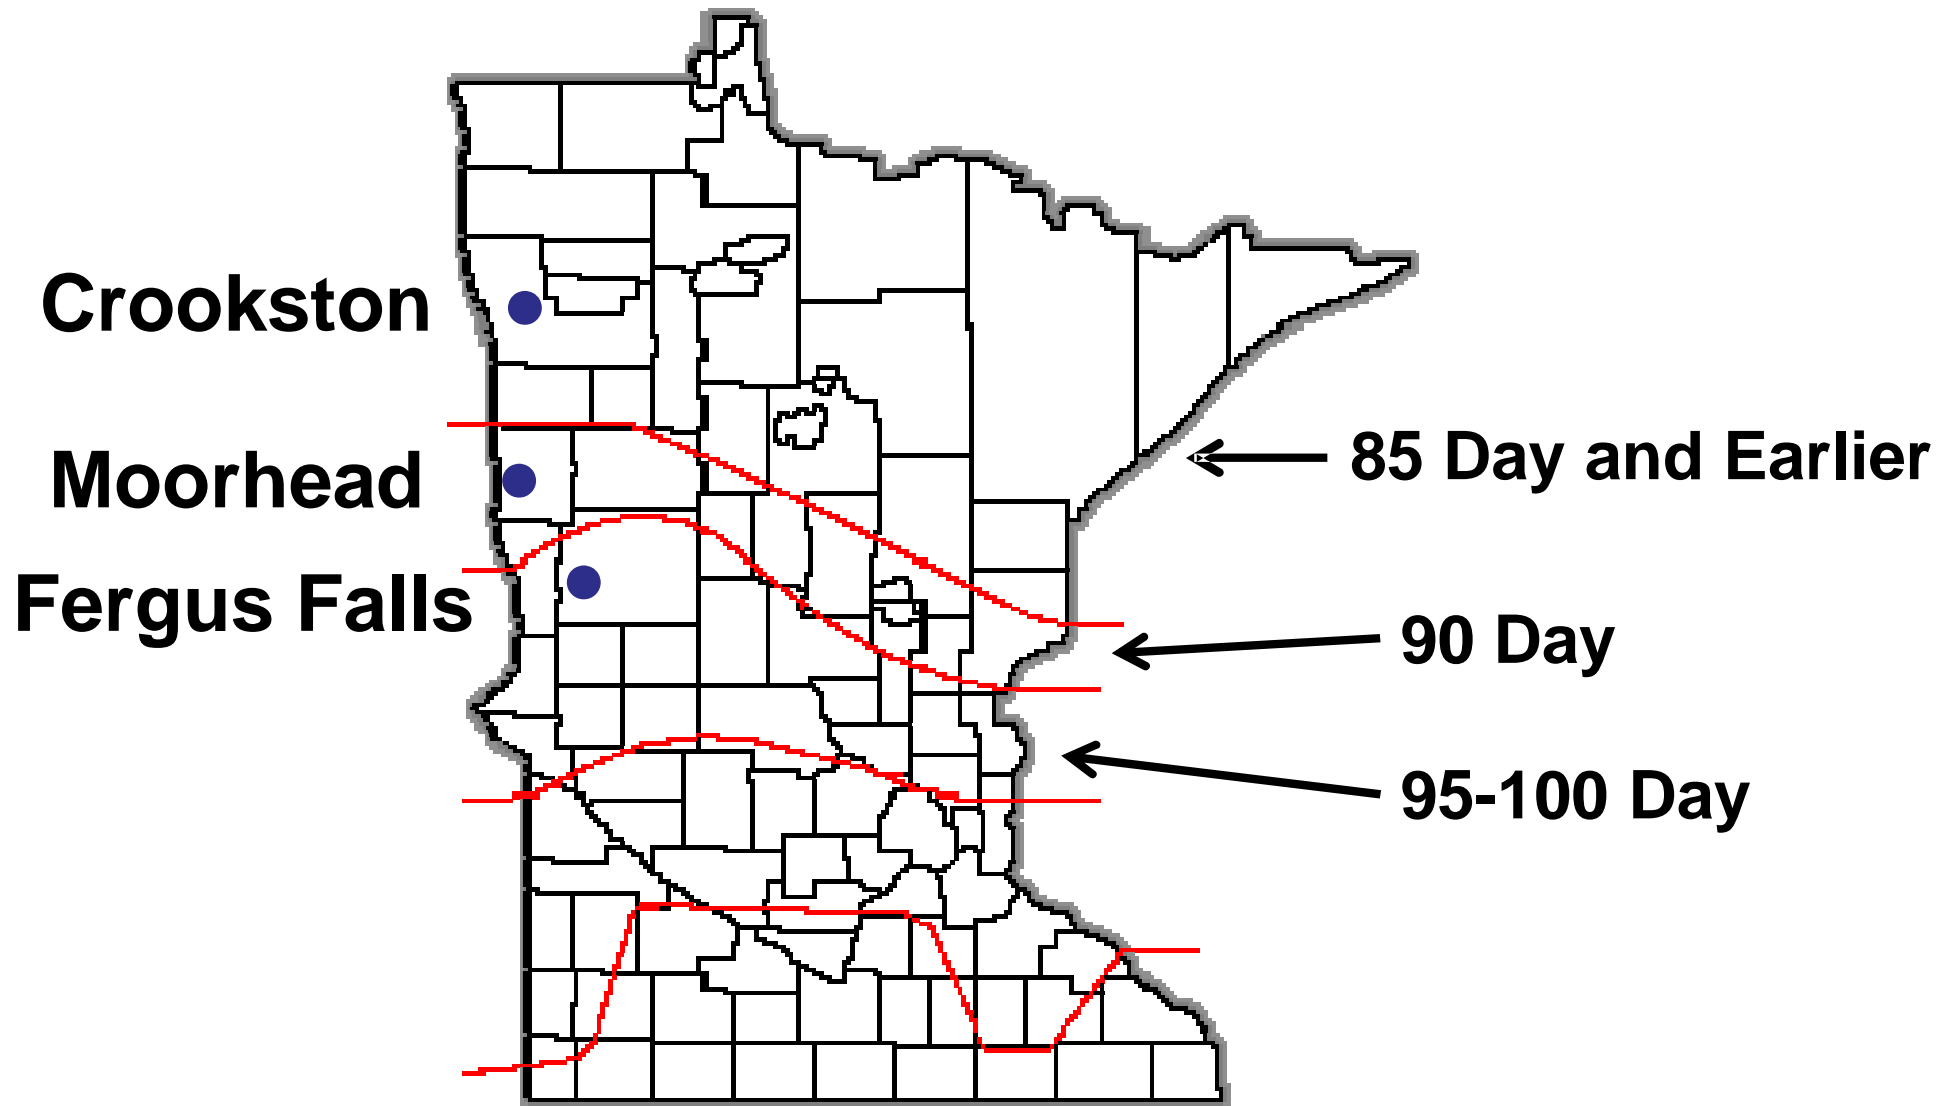 Crookston
Moorhead
Fergus Falls
85 Day and Earlier
90 Day
95-100 Day